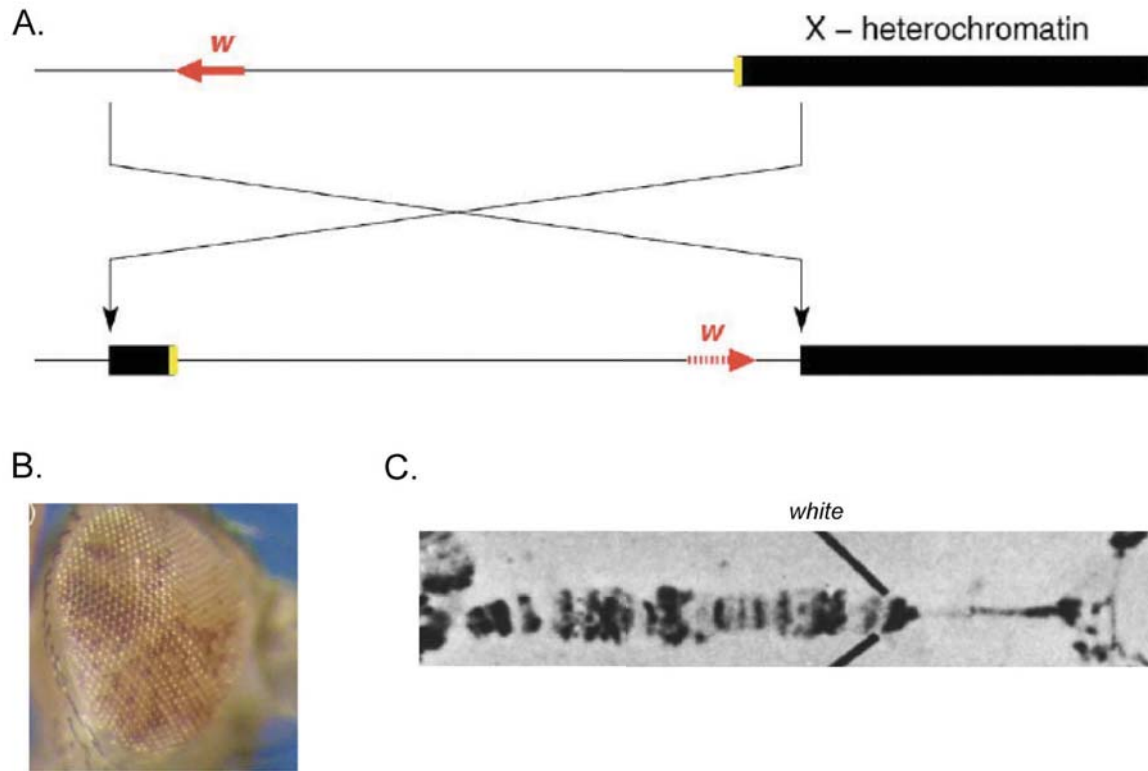 A.
w
X – heterochromatin
w
B.
C.
white